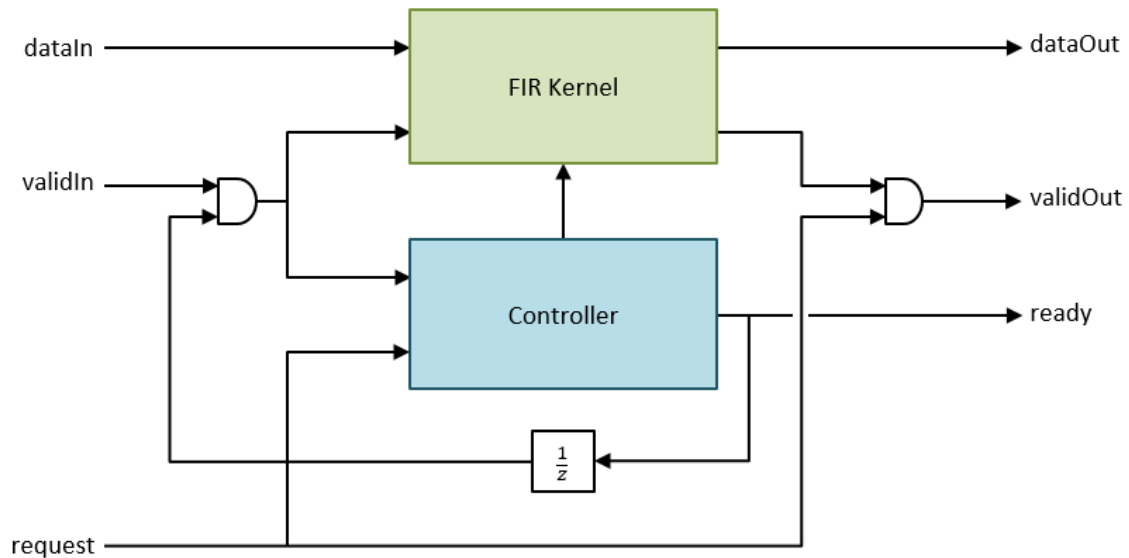 dataIn
FIR Kernel
dataOut
validIn
validOut
Controller
ready
1
z
request